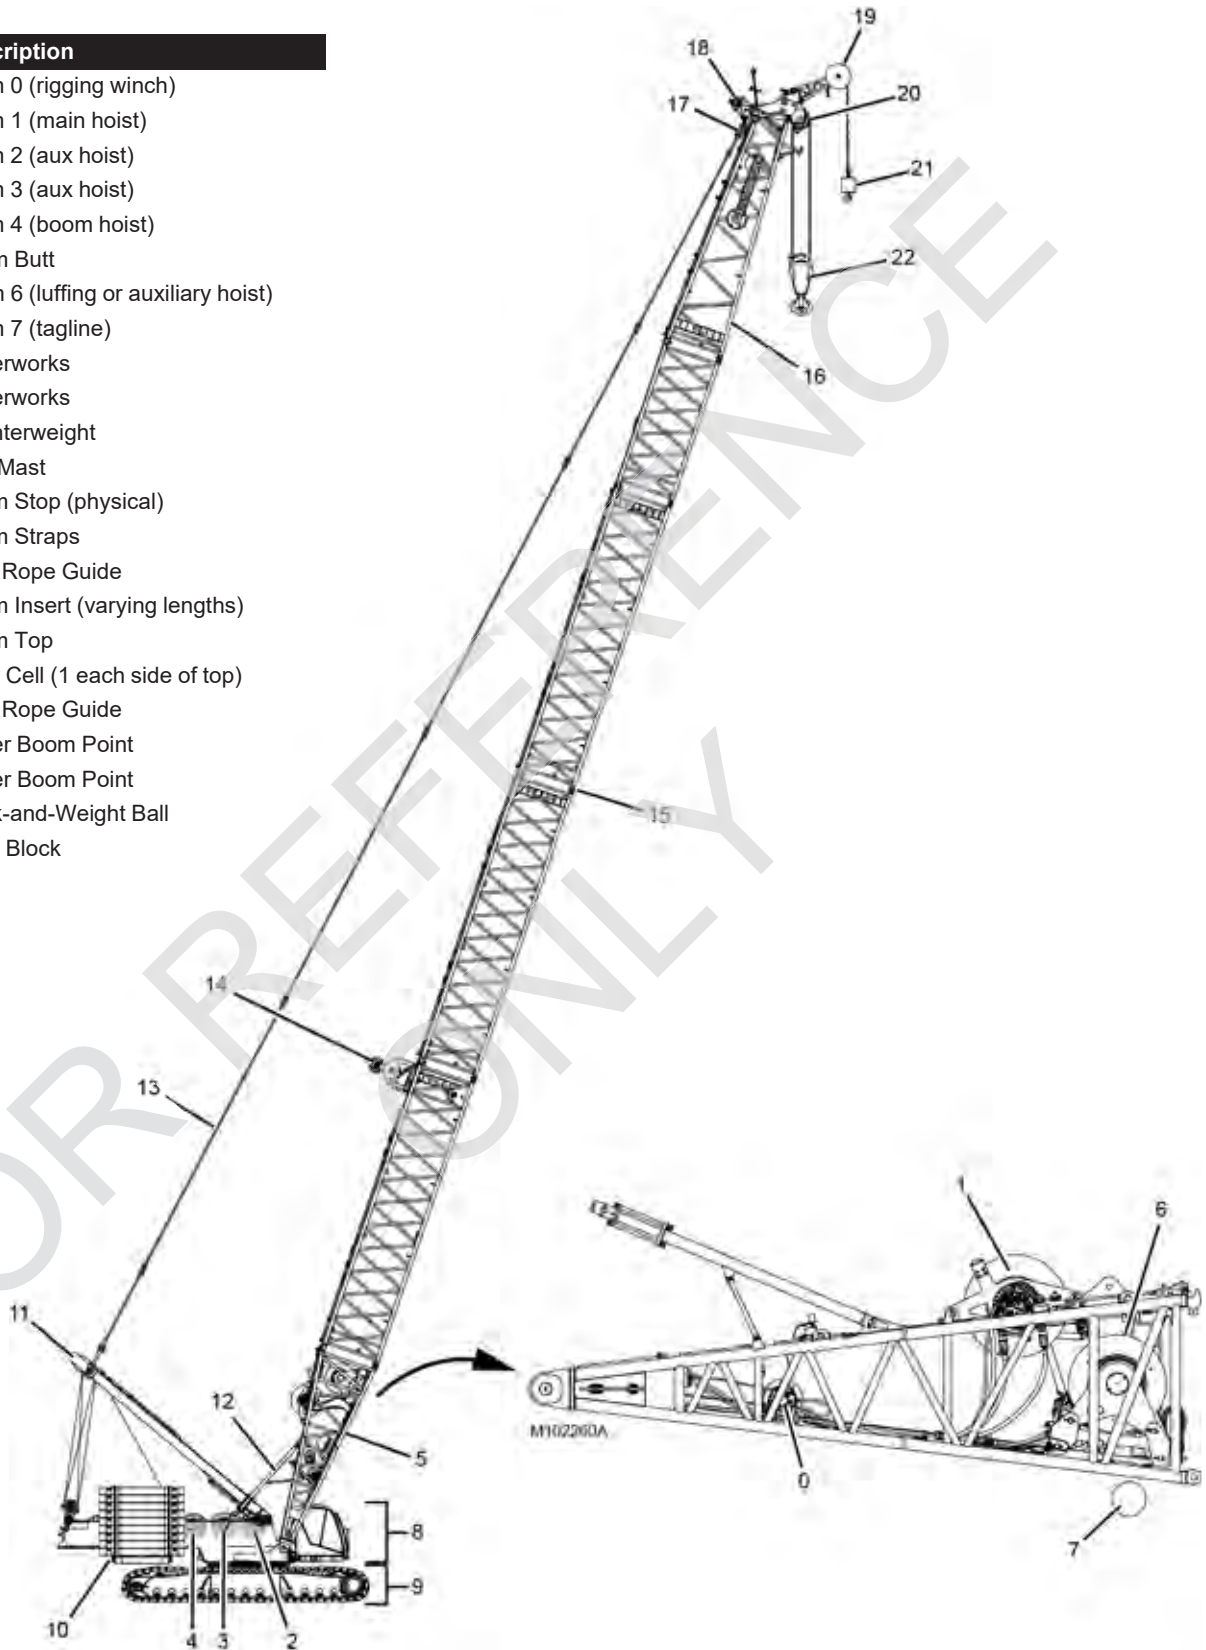 cription
n 0 (rigging winch)
n 1 (main hoist)
n 2 (aux hoist)
n 3 (aux hoist)
n 4 (boom hoist)
m Butt
n 6 (luffing or auxiliary hoist)
n 7 (tagline)
erworks
erworks
nterweight
Mast
m Stop (physical)
m Straps
Rope Guide
m Insert (varying lengths)
m Top
Cell (1 each side of top)
Rope Guide
er Boom Point
er Boom Point
k-and-Weight Ball
Block
19
18
17
20
21
22
16
15
14
13
11
12
5
8
9
10
4 3 2
1
6
M102260A
0
7
FOR REFERENCE
ONLY